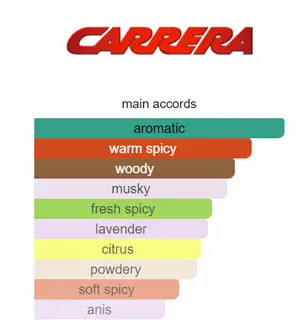 CARRERA
main accords
aromatic
warm spicy
woody
musky
fresh spicy
lavender
citrus
powdery
soft spicy
anis